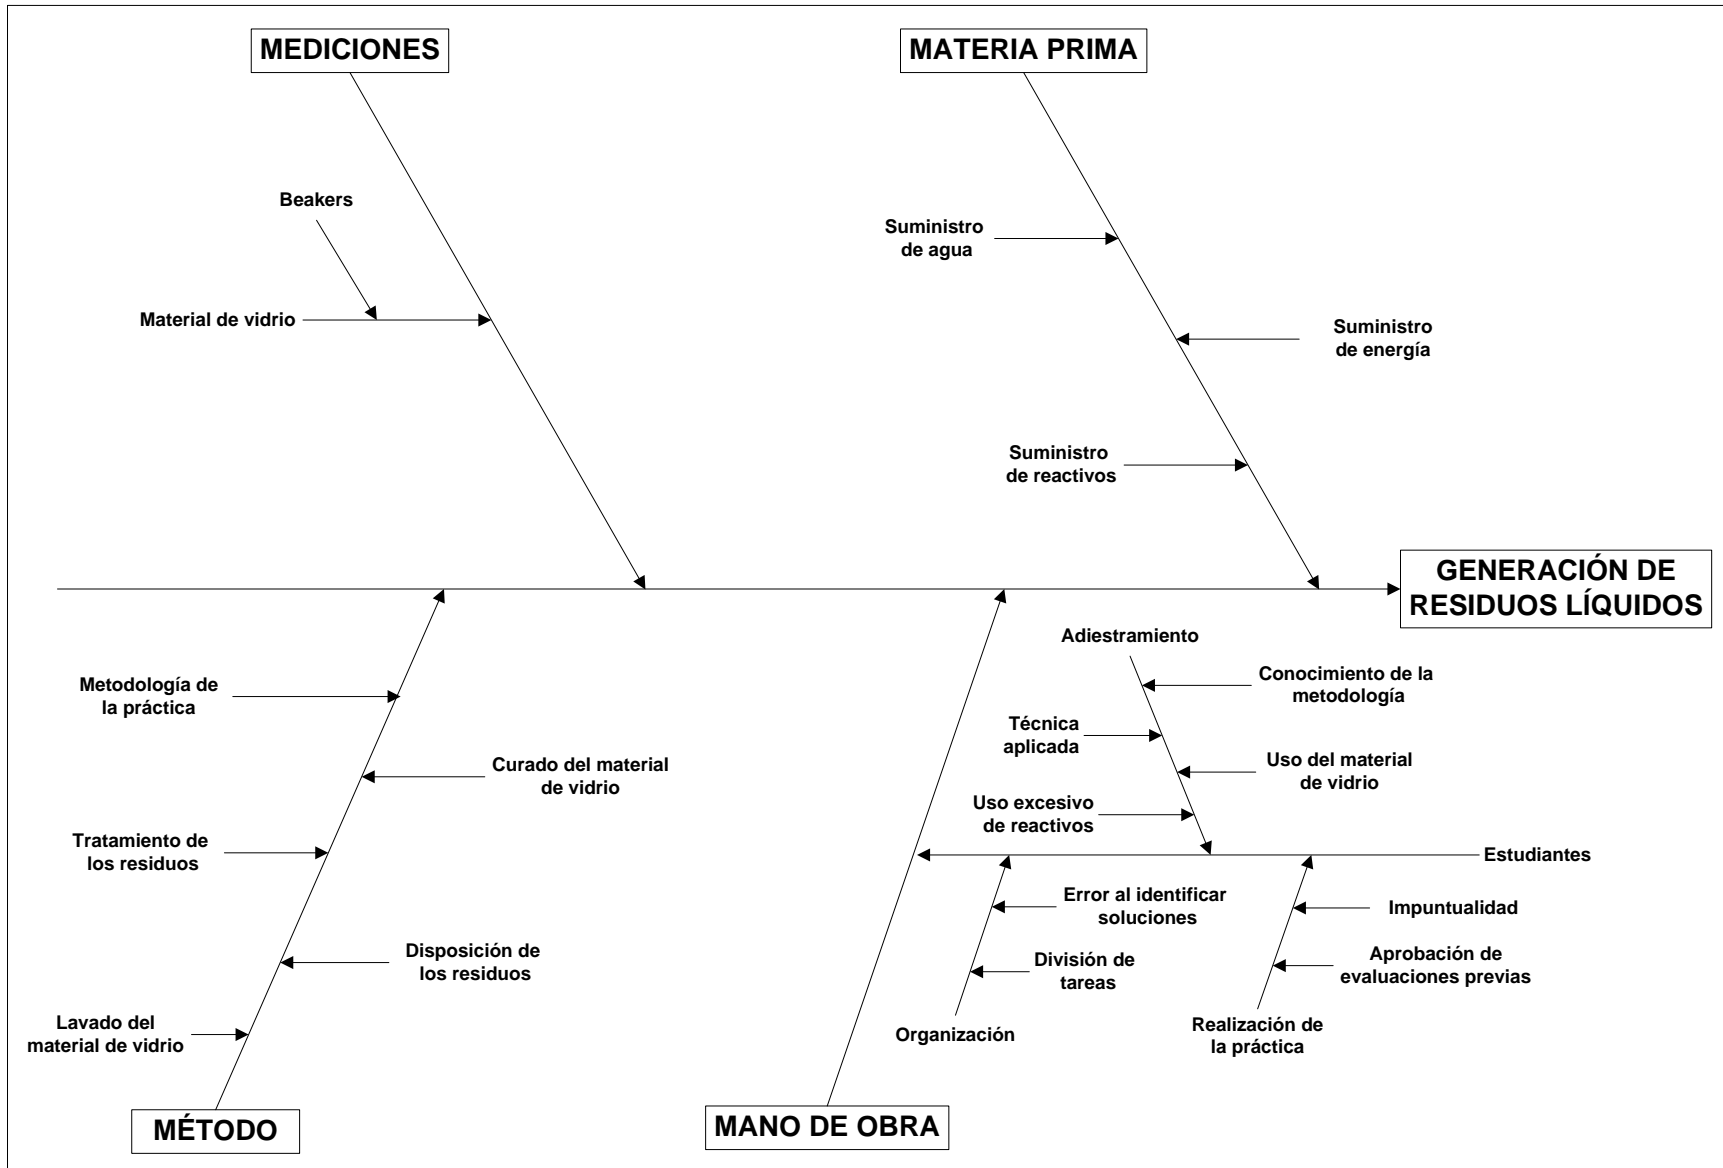 MEDICIONES
MATERIA PRIMA
Beakers
Material de vidrio
Suministro
de agua
Suministro
de energía
Suministro
de reactivos
GENERACIÓN DE
RESIDUOS LÍQUIDOS
Metodología de
la práctica
Curado del material
de vidrio
Tratamiento de
los residuos
Disposición de
los residuos
Lavado del
material de vidrio
MÉTODO
Adiestramiento
Conocimiento de la
metodología
Técnica
aplicada
Uso del material
de vidrio
Uso excesivo
de reactivos
Estudiantes
Error al identificar
soluciones
Impuntualidad
División de
tareas
Aprobación de
evaluaciones previas
Organización
Realización de
la práctica
MANO DE OBRA